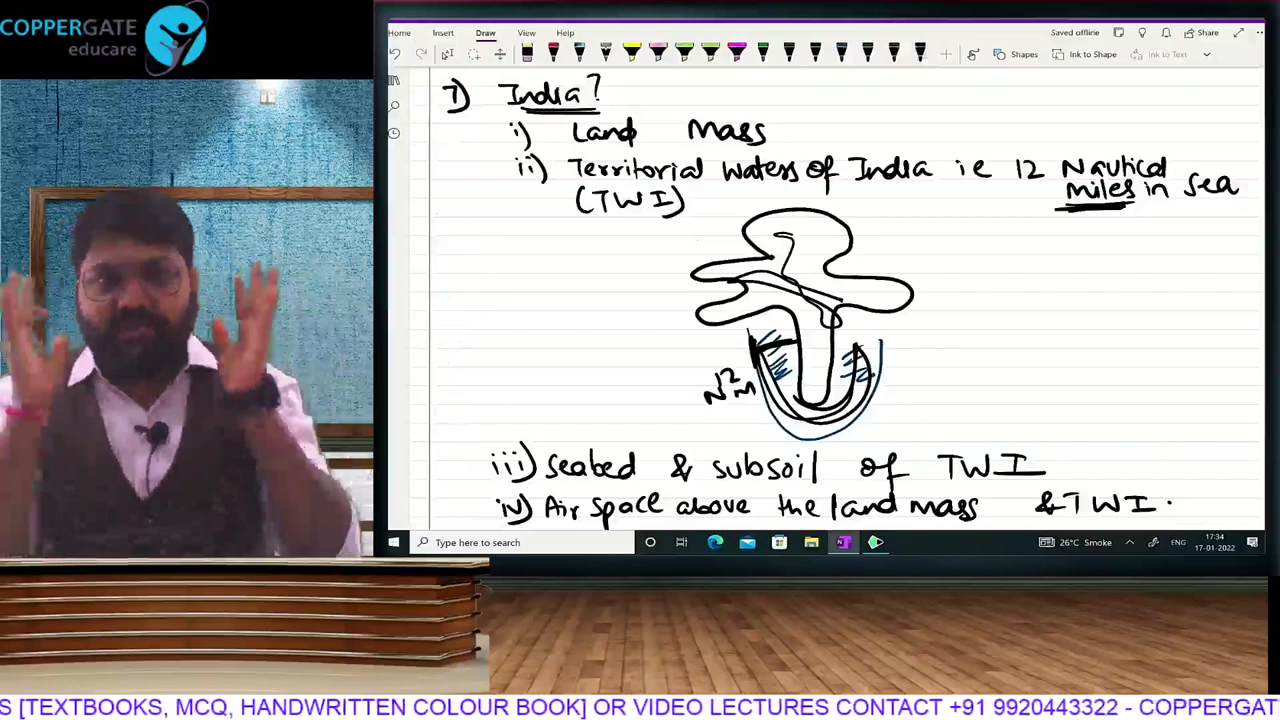 COPPERGATE
educare
Home Insert Draw View Help
Saved offline
Share
Shapes
Ink to Shape
Ink to Text
I) India?
i) Land Mass
ii) Territorial waters of India ie 12 Nautical
miles in Sea
(TWI)
iii) Seabed & subsoil of TWI
iv) Air space above the land mass & TWI.
Type here to search
26°C Smoke
ENG
17:34
17-01-2022
S [TEXTBOOKS, MCQ, HANDWRITTEN COLOUR BOOK] OR VIDEO LECTURES CONTACT +91 9920443322 - COPPERGAT